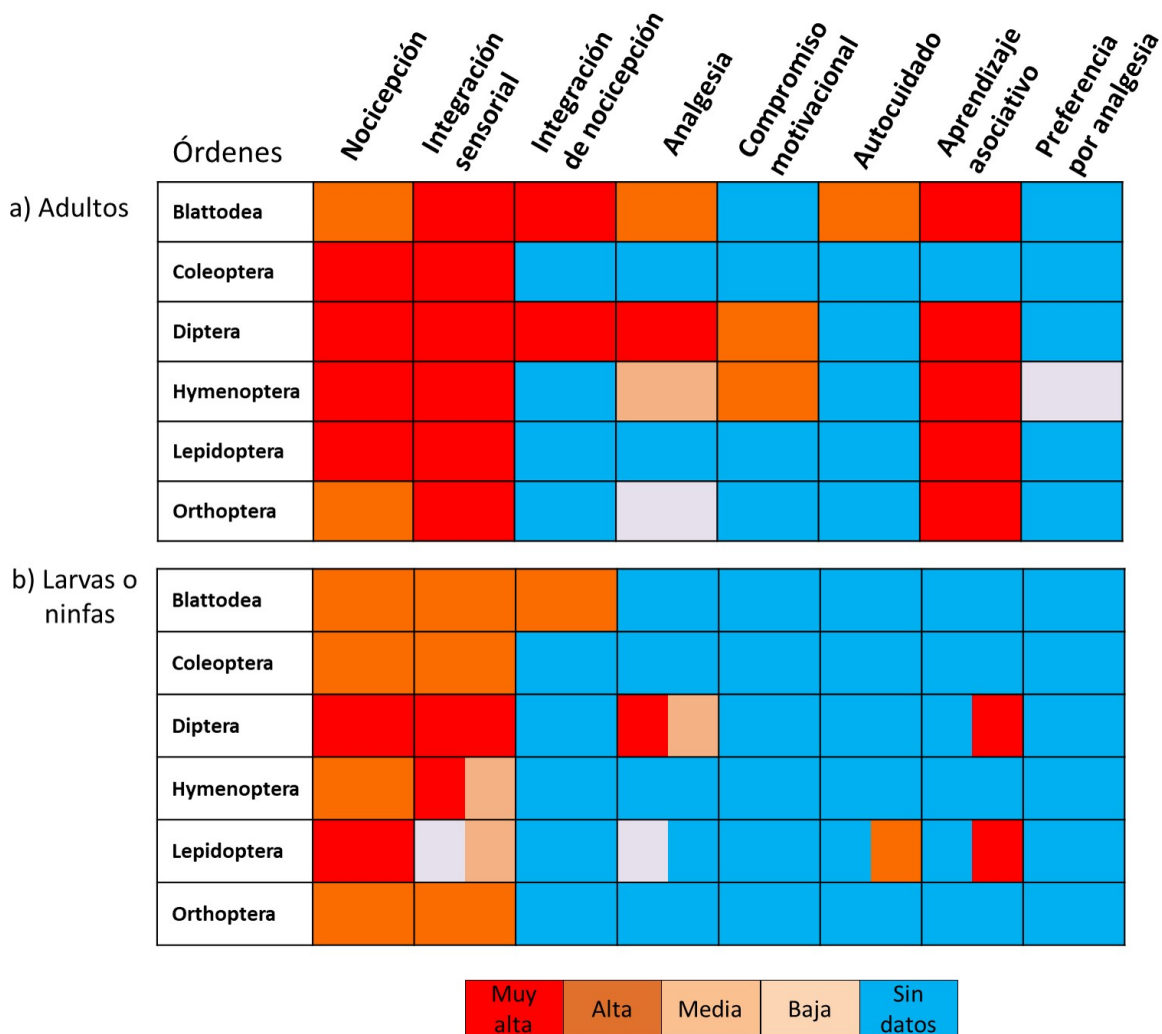 Órdenes
Nocicepción
Integración
sensorial
Integración
de nocicepción
Analgesia
Compromiso
motivacional
Autocuidado
Aprendizaje
asociativo
Preferencia
por analgesia
a) Adultos
Blattodea
Coleoptera
Diptera
Hymenoptera
Lepidoptera
Orthoptera
b) Larvas o
ninfas
Blattodea
Coleoptera
Diptera
Hymenoptera
Lepidoptera
Orthoptera
Muy
alta
Alta
Media
Baja
Sin
datos